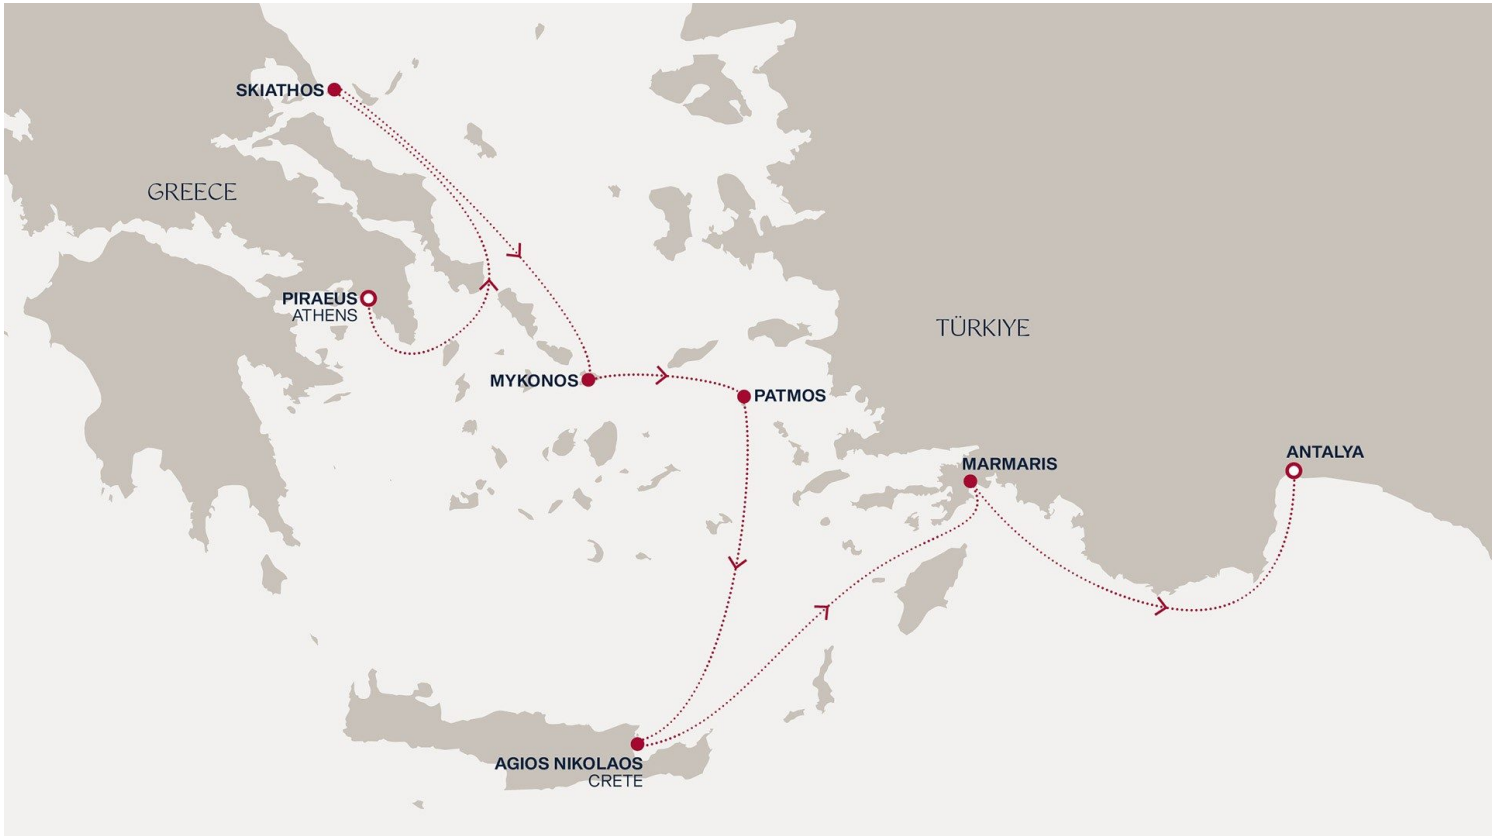 SKIATHOS
GREECE
PIRAEUS
ATHENS
TÜRKIYE
MYKONOS
PATMOS
ANTALYA
MARMARIS
AGIOS NIKOLAOS
CRETE